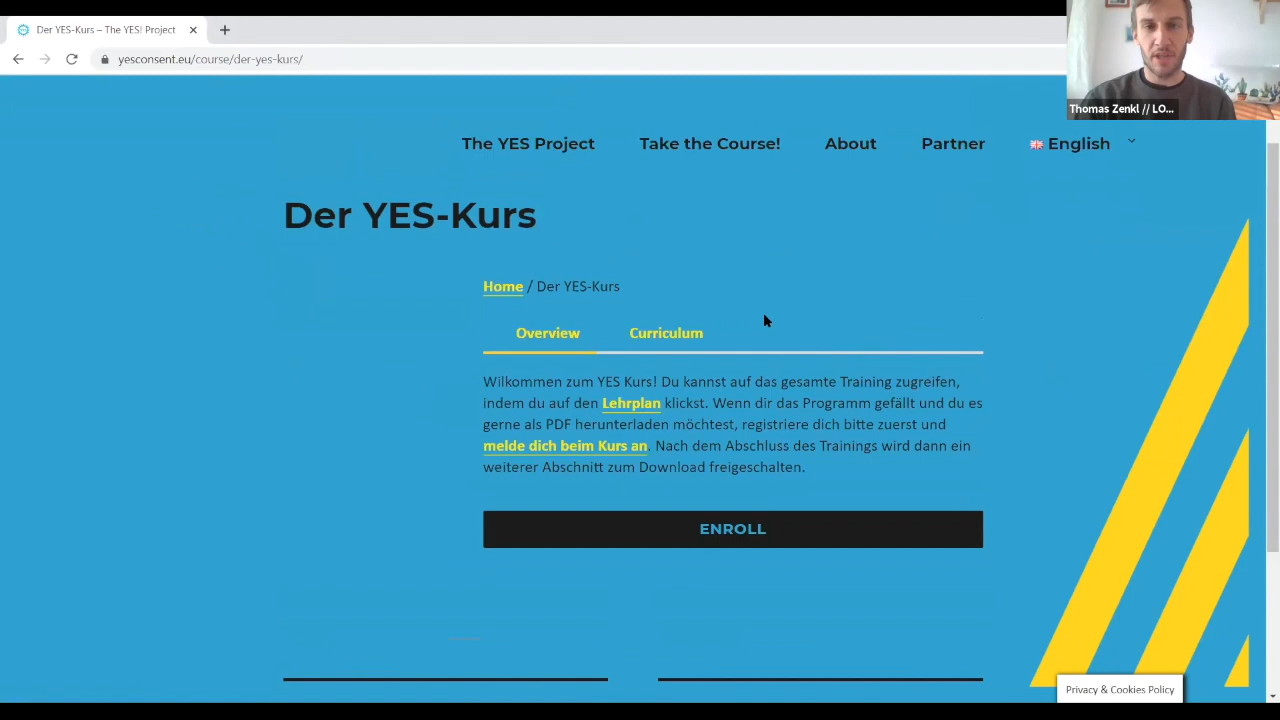 Der YES-Kurs – The YES! Project
yesconsent.eu/course/der-yes-kurs/
Thomas Zenkl // LO...
The YES Project
Take the Course!
About
Partner
English
Der YES-Kurs
Home / Der YES-Kurs
Overview
Curriculum
Wilkommen zum YES Kurs! Du kannst auf das gesamte Training zugreifen,
indem du auf den Lehrplan klickst. Wenn dir das Programm gefällt und du es
gerne als PDF herunterladen möchtest, registriere dich bitte zuerst und
melde dich beim Kurs an. Nach dem Abschluss des Trainings wird dann ein
weiterer Abschnitt zum Download freigeschalten.
ENROLL
Privacy & Cookies Policy